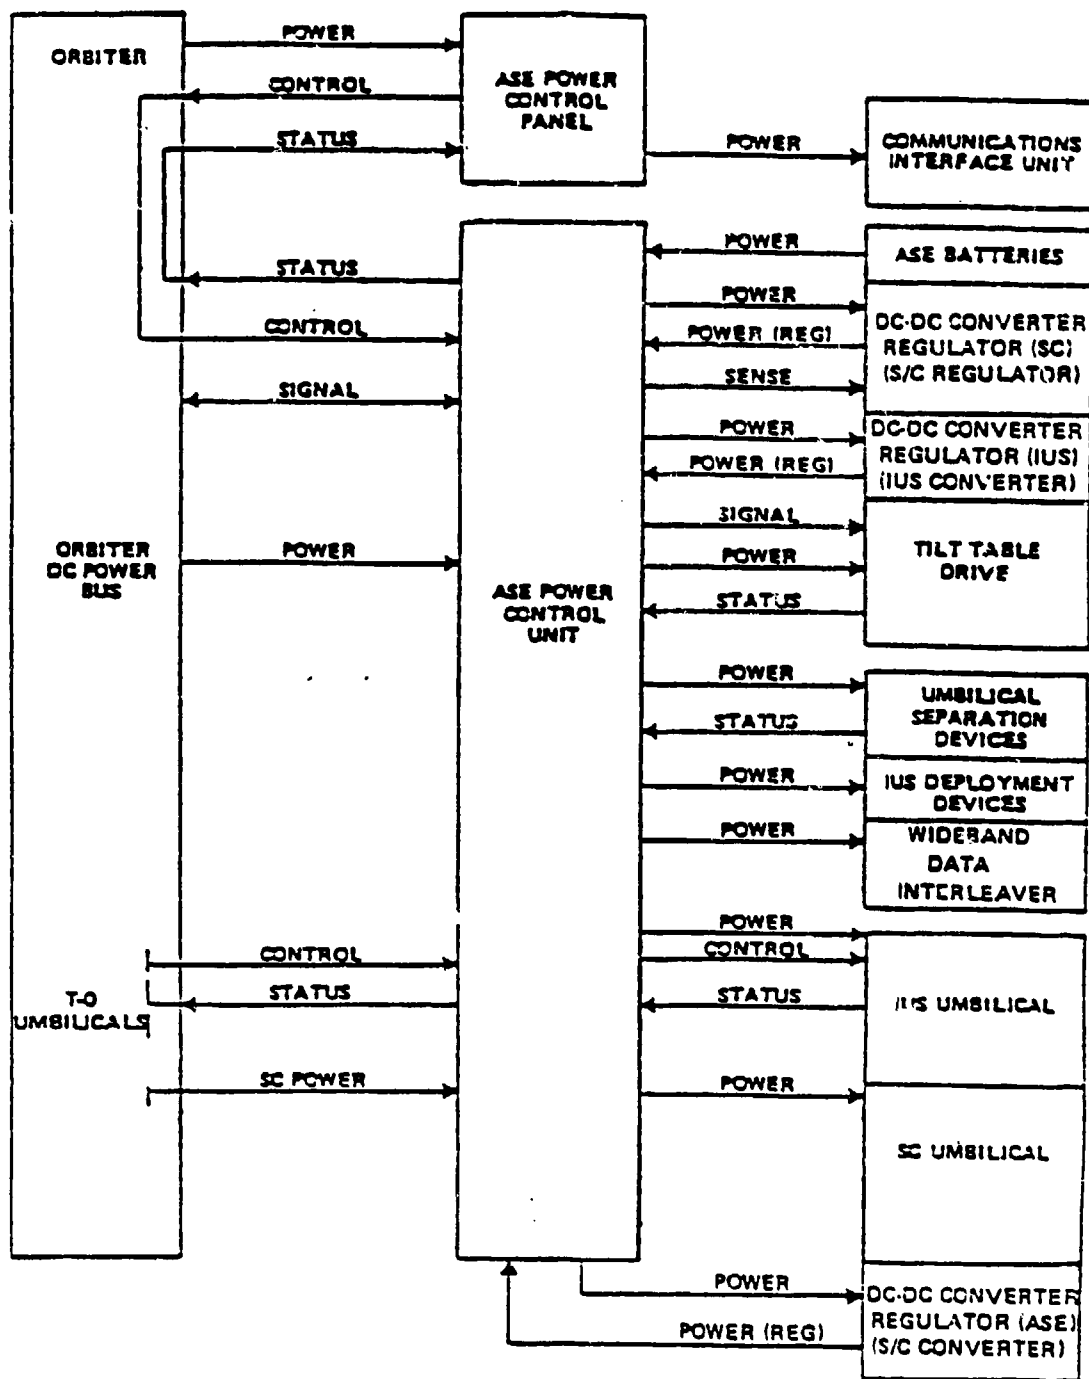 ORBITER
POWER
CONTROL
STATUS
ASE POWER
CONTROL
PANEL
POWER
COMMUNICATIONS
INTERFACE UNIT
STATUS
CONTROL
SIGNAL
ORBITER
DC POWER
BUS
POWER
ASE POWER
CONTROL
UNIT
POWER
ASE BATTERIES
POWER
POWER (REG)
SENSE
DC-DC CONVERTER
REGULATOR (SC)
(S/C REGULATOR)
POWER
POWER (REG)
DC-DC CONVERTER
REGULATOR (IUS)
(IUS CONVERTER)
SIGNAL
POWER
STATUS
TILT TABLE
DRIVE
POWER
STATUS
UMBILICAL
SEPARATION
DEVICES
POWER
IUS DEPLOYMENT
DEVICES
POWER
WIDEBAND
DATA
INTERLEAVER
T-0
UMBILICALS
CONTROL
STATUS
SC POWER
POWER
CONTROL
STATUS
IUS UMBILICAL
POWER
SC UMBILICAL
POWER
POWER (REG)
DC-DC CONVERTER
REGULATOR (ASE)
(S/C CONVERTER)